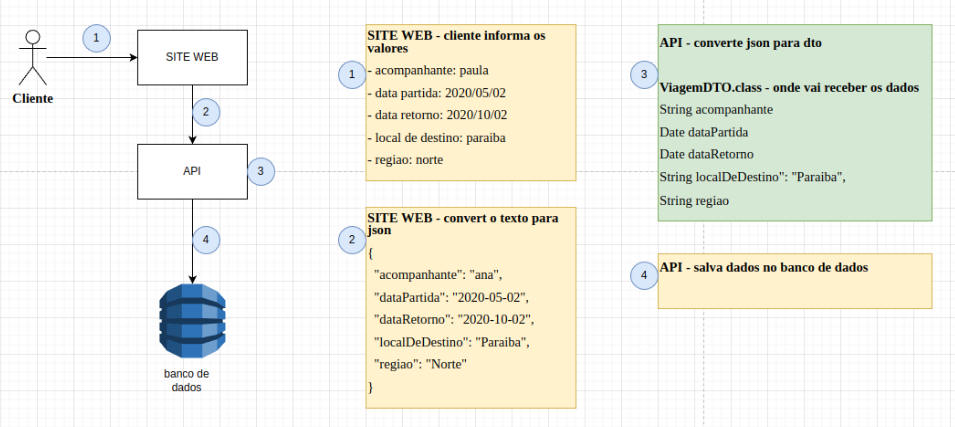 1
SITE WEB
Cliente
2
API
3
4
banco de
dados
1
SITE WEB - cliente informa os
valores
- acompanhante: paula
- data partida: 2020/05/02
- data retorno: 2020/10/02
- local de destino: paraiba
- regiao: norte
2
SITE WEB - convert o texto para
json
{
"acompanhante": "ana",
"dataPartida": "2020-05-02",
"dataRetorno": "2020-10-02",
"localDeDestino": "Paraiba",
"regiao": "Norte"
}
3
API - converte json para dto
ViagemDTO.class - onde vai receber os dados
String acompanhante
Date dataPartida
Date dataRetorno
String localDeDestino": "Paraiba",
String regiao
4
API - salva dados no banco de dados